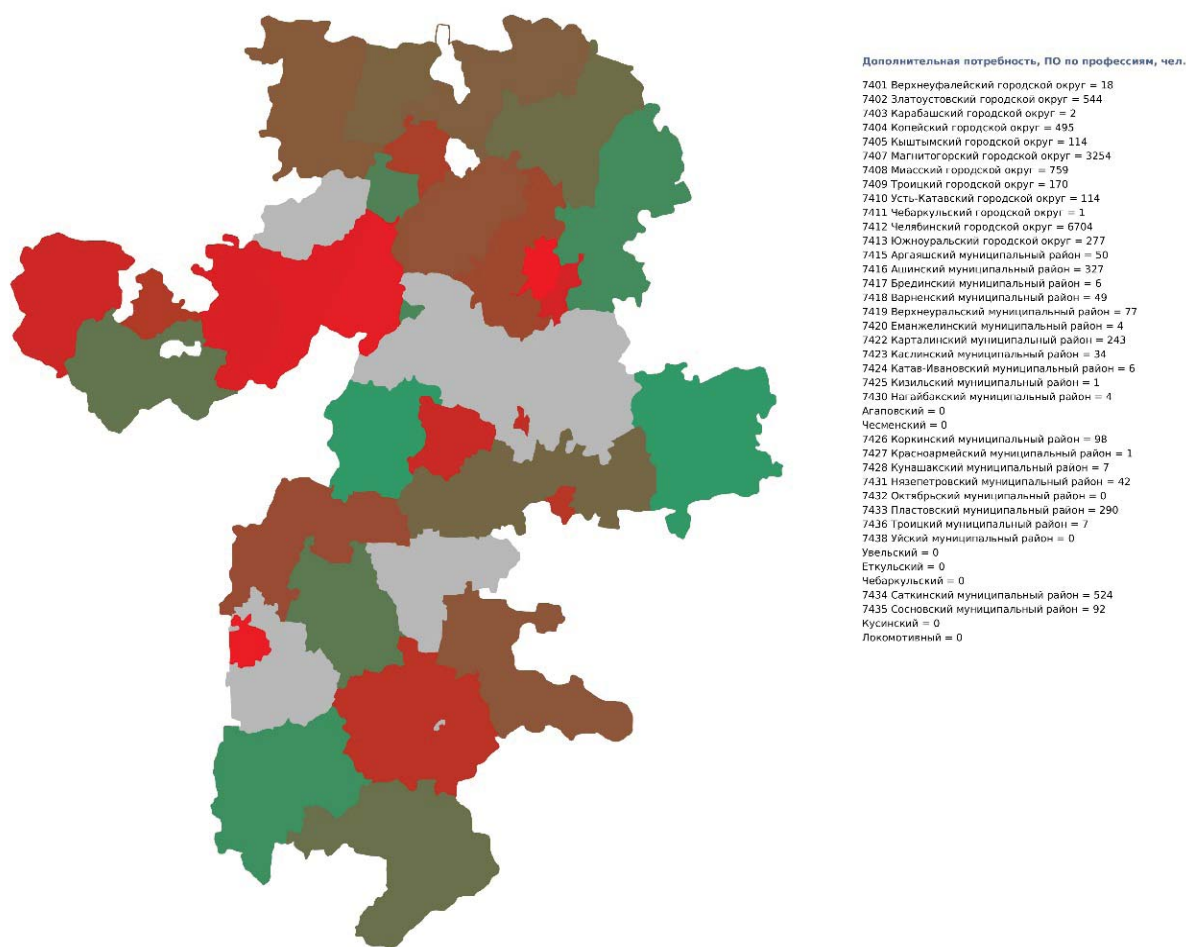 Дополнительная потребность, ПО по профессиям, чел.
7401 Верхнеуфалейский городской округ = 18
7402 Златоустовский городской округ = 544
7403 Карабашский городской округ = 2
7404 Копейский городской округ = 495
7405 Кыштымский городской округ = 114
7407 Магнитогорский городской округ = 3254
7408 Миасский городской округ = 759
7409 Троицкий городской округ = 170
7410 Усть-Катавский городской округ = 114
7411 Чебаркульский городской округ = 1
7412 Челябинский городской округ = 6704
7413 Южноуральский городской округ = 277
7415 Аргаяшский муниципальный район = 50
7416 Ашинский муниципальный район = 327
7417 Брединский муниципальный район = 6
7418 Варненский муниципальный район = 49
7419 Верхнеуральский муниципальный район = 77
7420 Еманжелинский муниципальный район = 4
7422 Карталинский муниципальный район = 243
7423 Каслинский муниципальный район = 34
7424 Катав-Ивановский муниципальный район = 6
7425 Кизильский муниципальный район = 1
7430 Нагайбакский муниципальный район = 4
Агаповский = 0
Чесменский = 0
7426 Коркинский муниципальный район = 98
7427 Красноармейский муниципальный район = 1
7428 Кунашакский муниципальный район = 7
7431 Нязепетровский муниципальный район = 42
7432 Октябрьский муниципальный район = 0
7433 Пластовский муниципальный район = 290
7436 Троицкий муниципальный район = 7
7438 Уйский муниципальный район = 0
Увельский = 0
Еткульский = 0
Чебаркульский = 0
7434 Саткинский муниципальный район = 524
7435 Сосновский муниципальный район = 92
Кусинский = 0
Локомотивный = 0